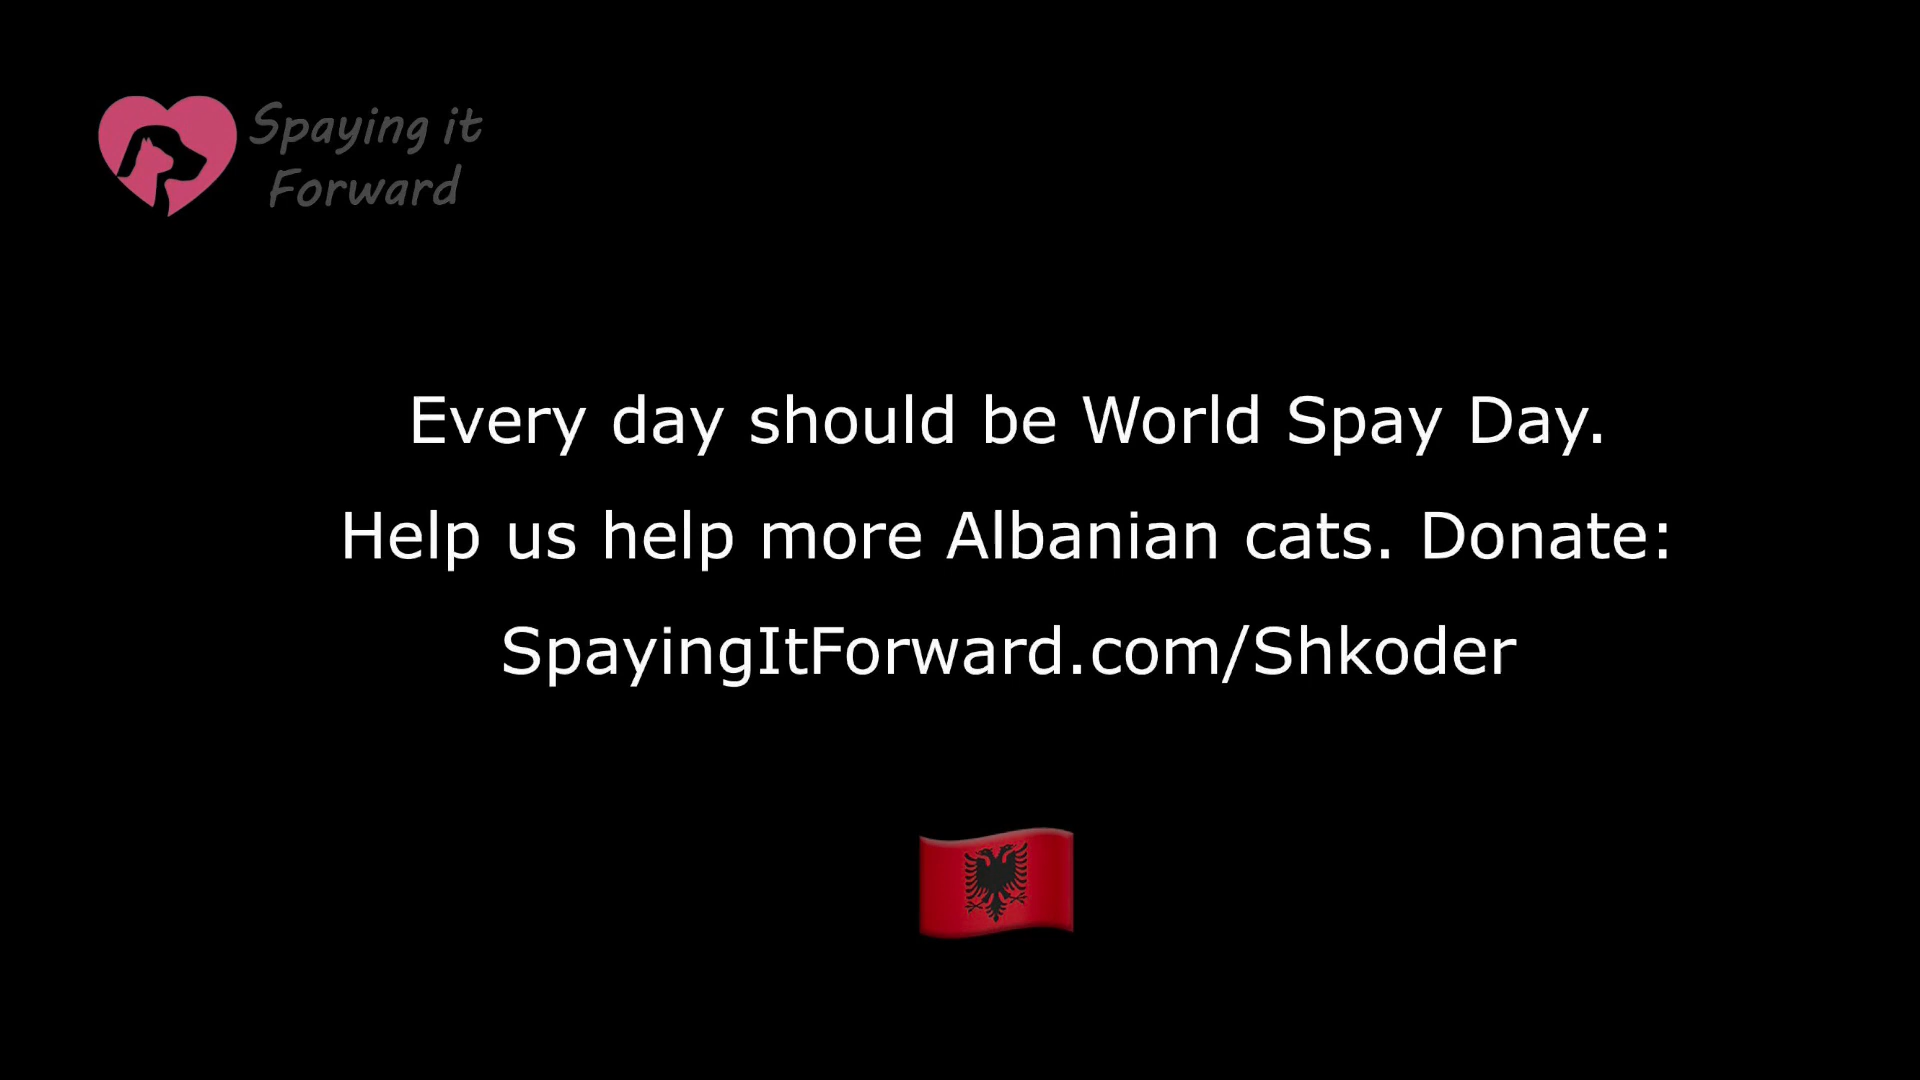 Spaying it
Forward
Every day should be World Spay Day.
Help us help more Albanian cats. Donate:
SpayingItForward.com/Shkoder